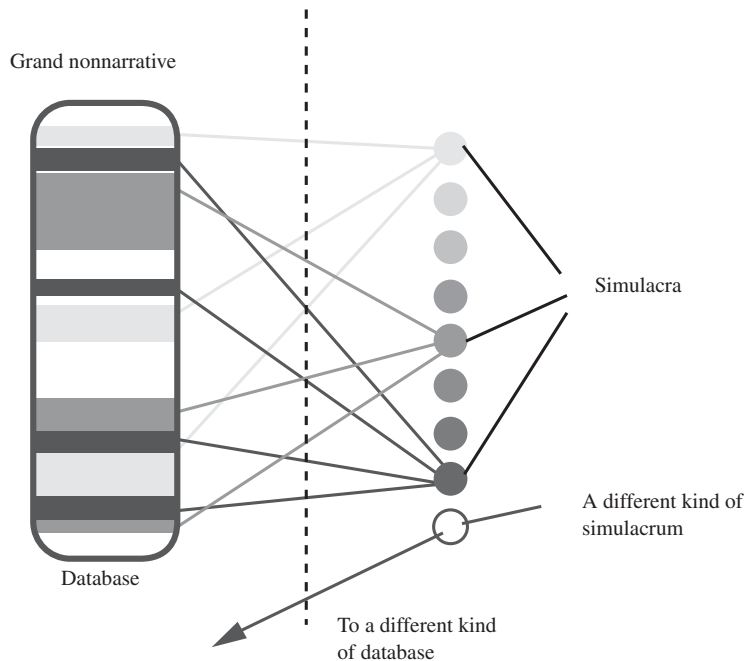 Grand nonnarrative
Simulacra
A different kind of
simulacrum
Database
To a different kind
of database